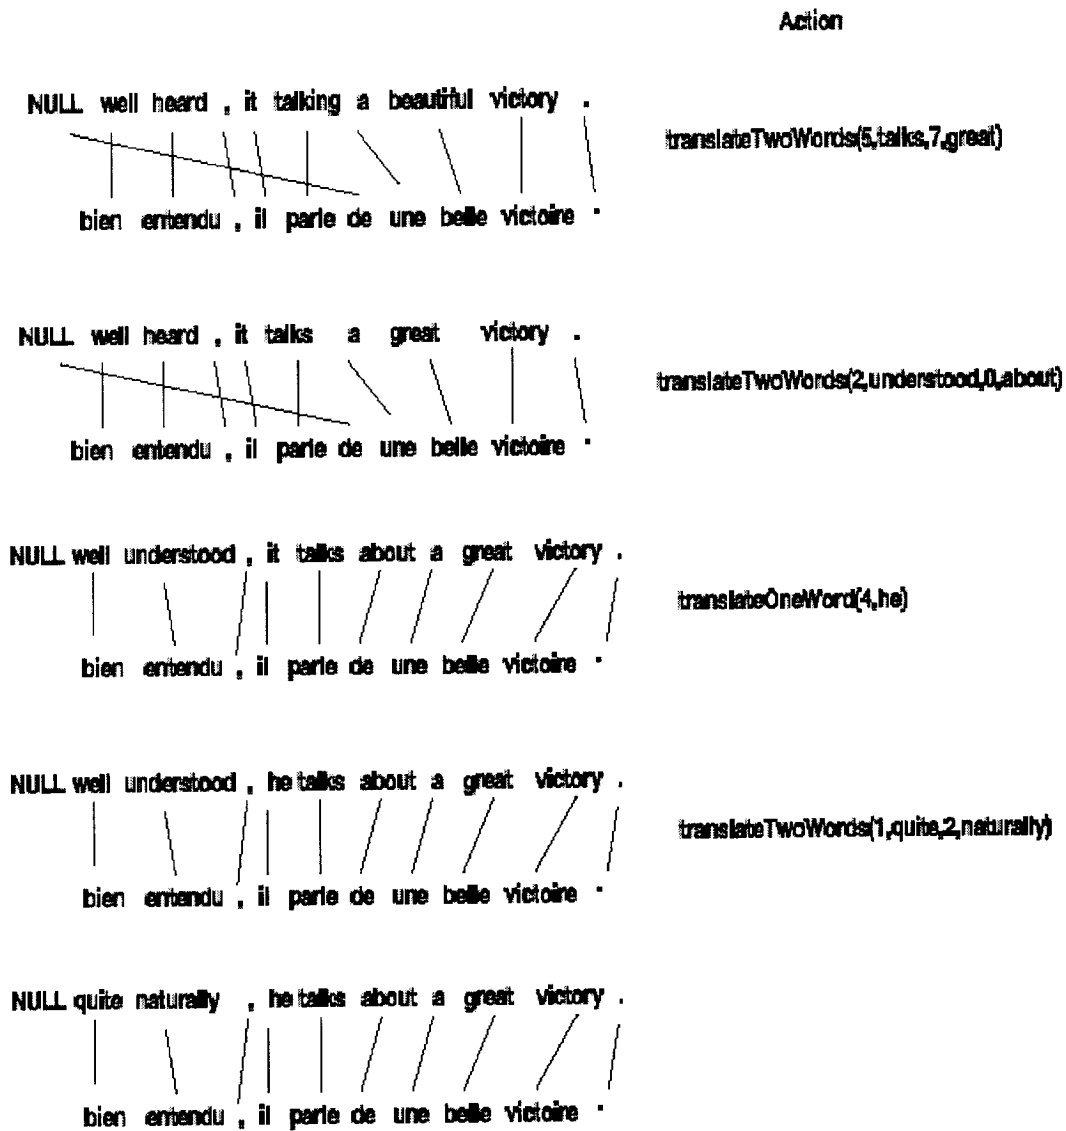 Action
NULL well heard , it talking a beautiful victory .
translateTwoWords(5,talks,7,great)
bien entendu , il parle de une belle victoire .
NULL well heard , it talks a great victory .
translateTwoWords(2,understood,0,about)
bien entendu , il parle de une belle victoire .
NULL well understood , it talks about a great victory .
translateOneWord(4,he)
bien entendu , il parle de une belle victoire .
NULL well understood , he talks about a great victory .
translateTwoWords(1,quite,2,naturally)
bien entendu , il parle de une belle victoire .
NULL quite naturally , he talks about a great victory .
bien entendu , il parle de une belle victoire .